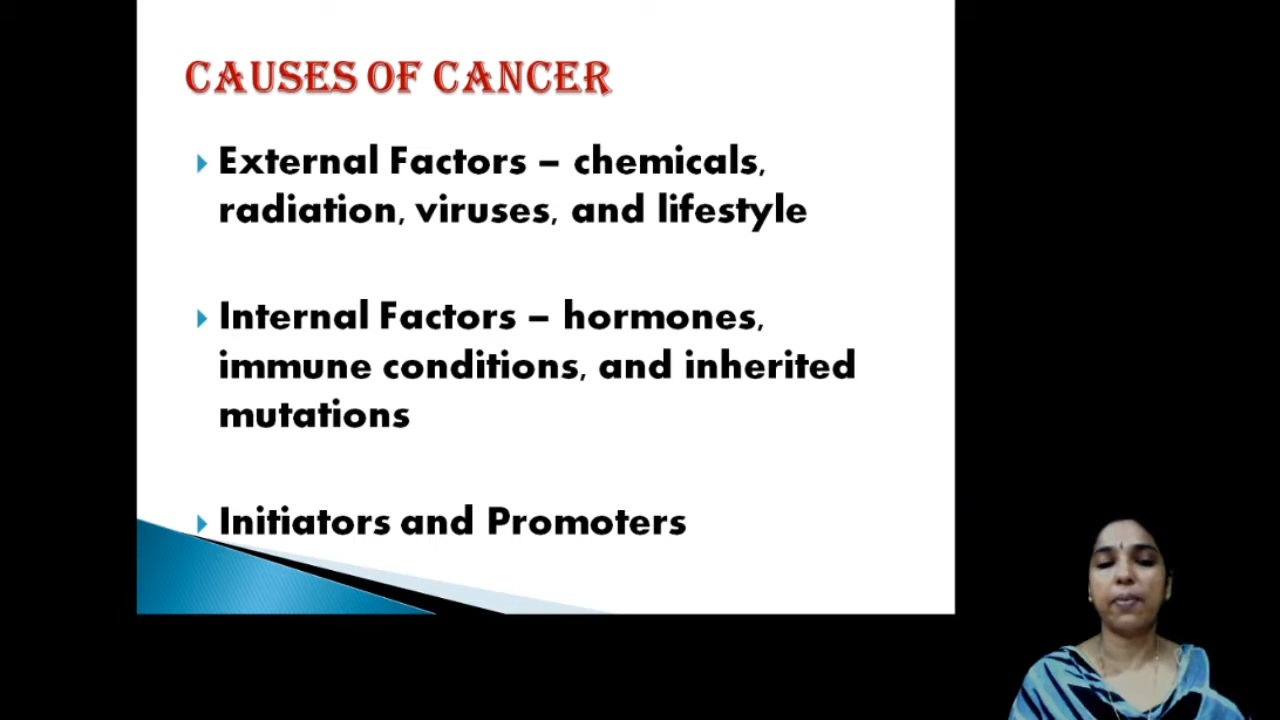 CAUSES OF CANCER
External Factors – chemicals,
radiation, viruses, and lifestyle
Internal Factors – hormones,
immune conditions, and inherited
mutations
Initiators and Promoters